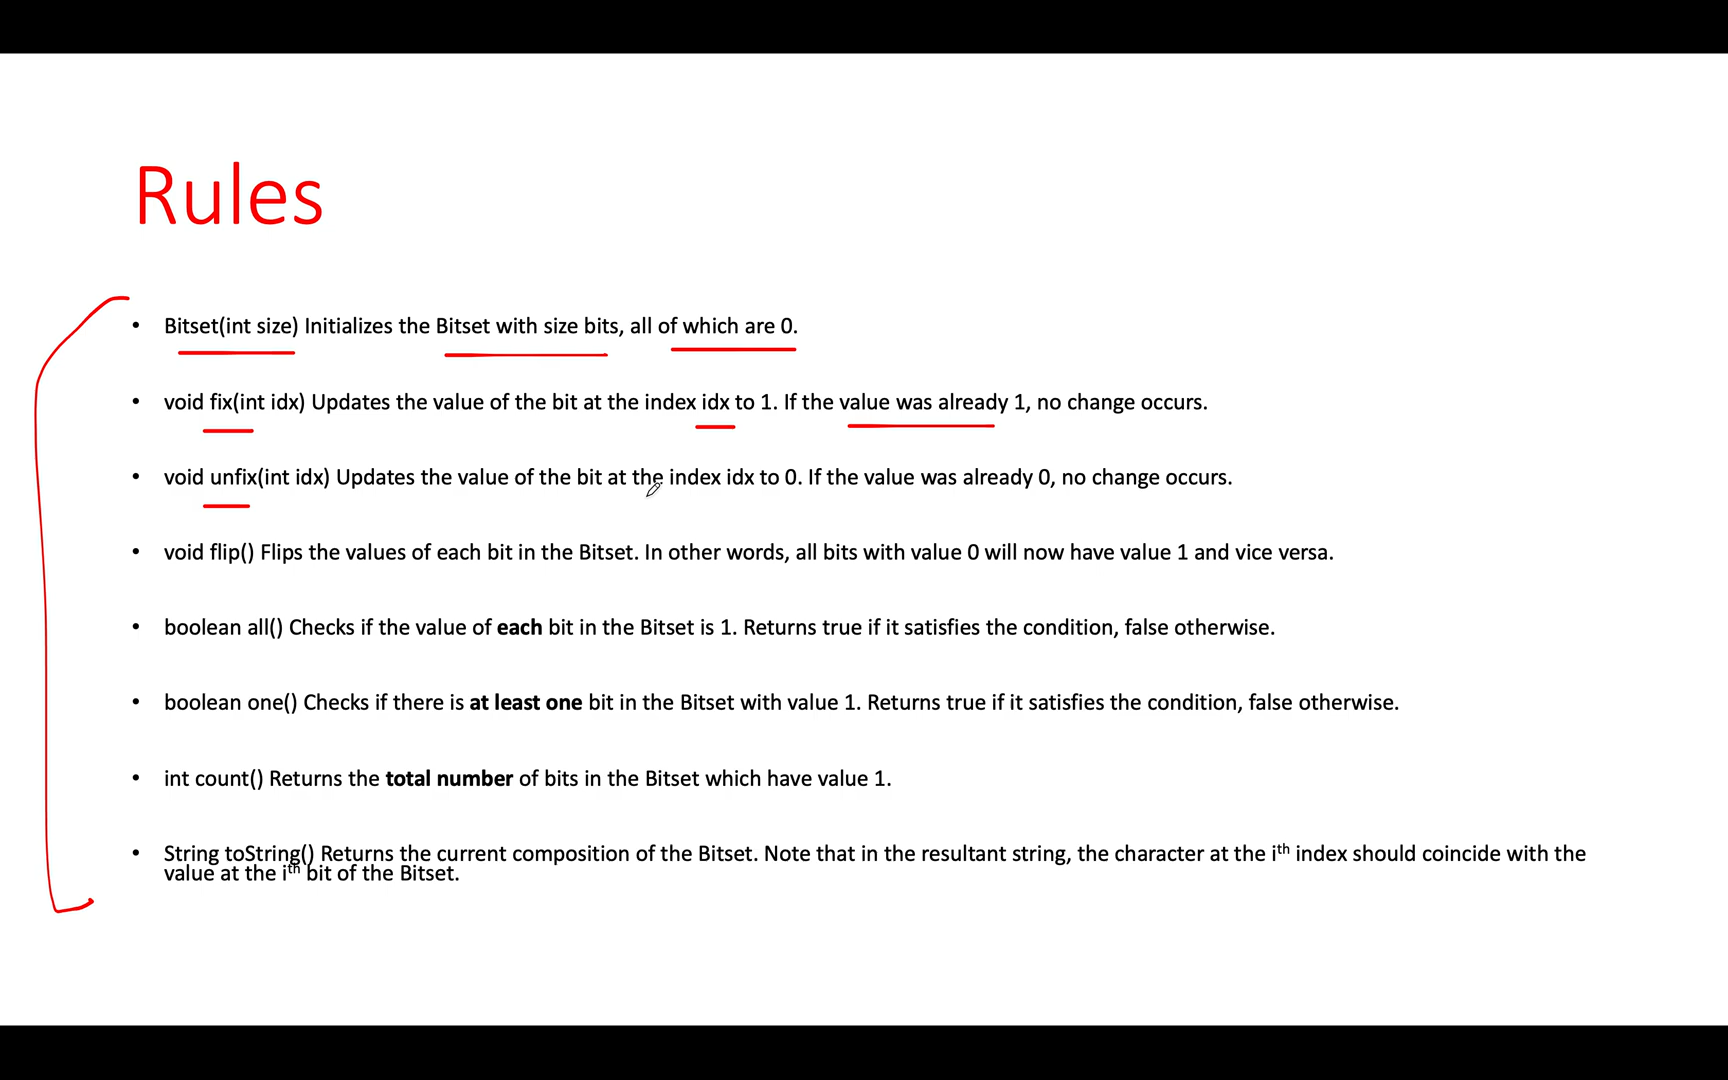 Rules
• Bitset(int size) Initializes the Bitset with size bits, all of which are 0.
• void fix(int idx) Updates the value of the bit at the index idx to 1. If the value was already 1, no change occurs.
• void unfix(int idx) Updates the value of the bit at the index idx to 0. If the value was already 0, no change occurs.
• void flip() Flips the values of each bit in the Bitset. In other words, all bits with value 0 will now have value 1 and vice versa.
• boolean all() Checks if the value of each bit in the Bitset is 1. Returns true if it satisfies the condition, false otherwise.
• boolean one() Checks if there is at least one bit in the Bitset with value 1. Returns true if it satisfies the condition, false otherwise.
• int count() Returns the total number of bits in the Bitset which have value 1.
• String toString() Returns the current composition of the Bitset. Note that in the resultant string, the character at the iᵗʰ index should coincide with the
value at the iᵗʰ bit of the Bitset.